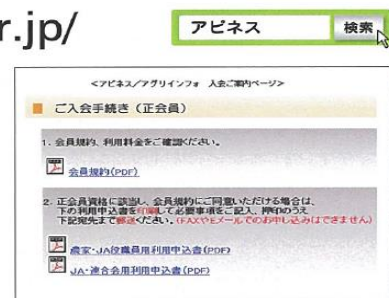 r.jp/
アピネス 検索
＜アピネス／アグリインフォ 入会ご案内ページ＞
ご入会手続き（正会員）
1. 会員規約、利用料金をご確認ください。
会員規約(PDF)
2. 正会員資格に該当し、会員規約にご同意いただける場合は、
下の利用申込書を印刷して必要事項をご記入、押印のうえ、
下記宛先まで郵送ください。(FAXやEメールでのお申し込みはできません)
農家・JA役職員用利用申込書(PDF)
JA・連合会用利用申込書(PDF)